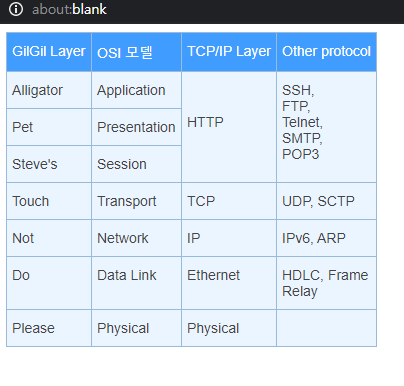 about:blank
GilGil Layer OSI 모델 TCP/IP Layer Other protocol
Alligator Application HTTP SSH,
FTP,
Telnet,
SMTP,
POP3
Pet Presentation
Steve's Session
Touch Transport TCP UDP, SCTP
Not Network IP IPv6, ARP
Do Data Link Ethernet HDLC, Frame
Relay
Please Physical Physical